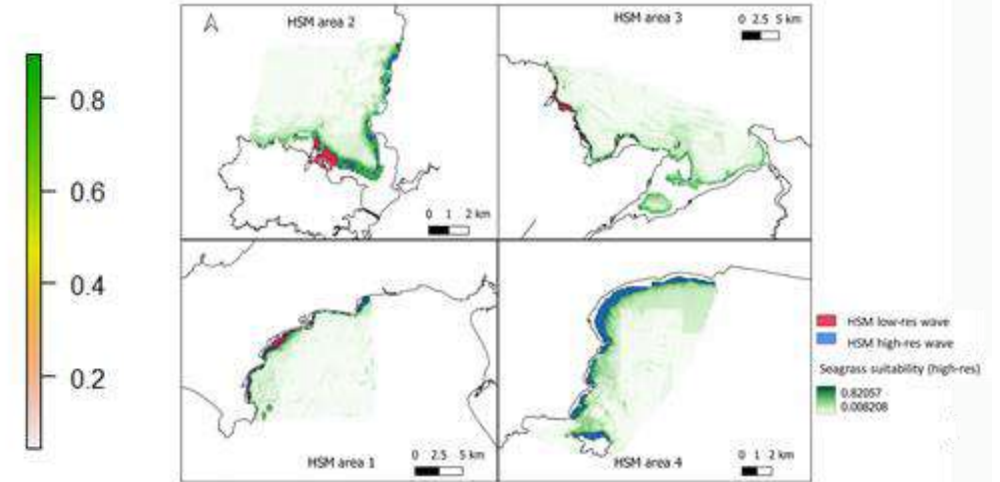 0.8
0.6
0.4
0.2
HSM area 2
0 1 2 km
HSM area 3
0 2.5 5 km
HSM area 1
0 2.5 5 km
HSM area 4
0 1 2 km
HSM low-res wave
HSM high-res wave
Seagrass suitability (high-res)
0.82057
0.008208